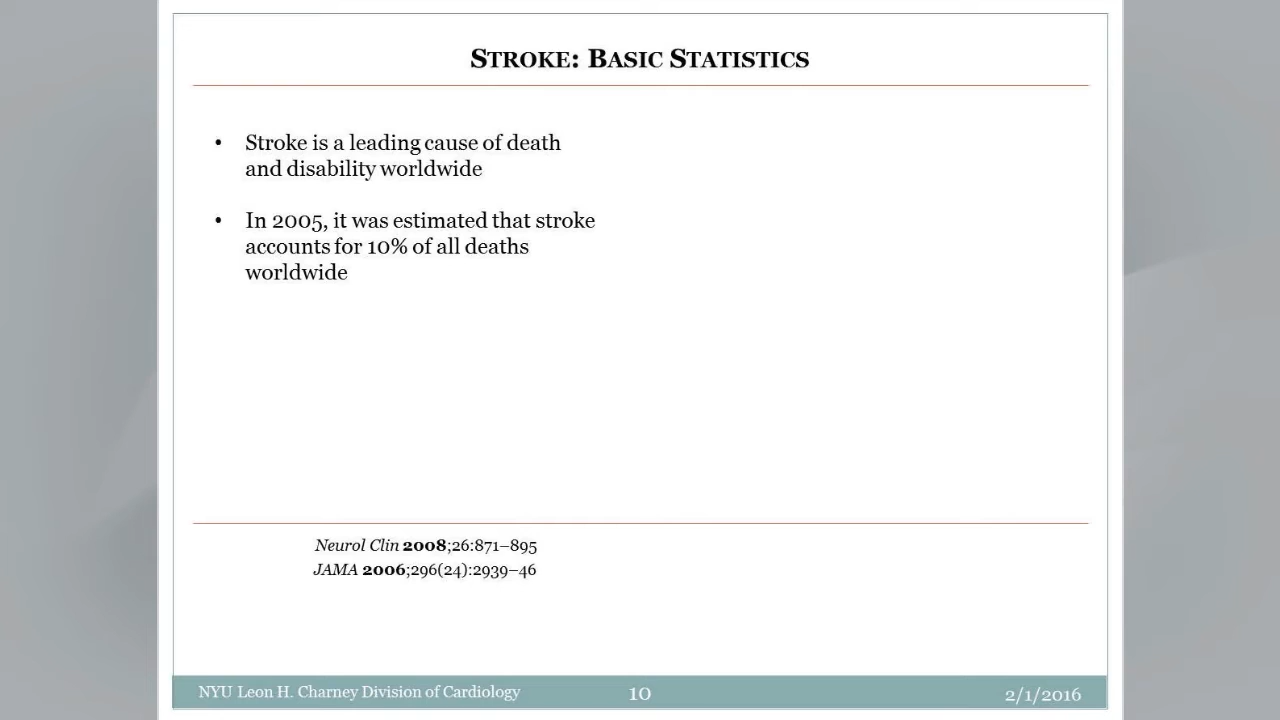 STROKE: BASIC STATISTICS
• Stroke is a leading cause of death
and disability worldwide
• In 2005, it was estimated that stroke
accounts for 10% of all deaths
worldwide
Neurol Clin 2008;26:871–895
JAMA 2006;296(24):2939–46
NYU Leon H. Charney Division of Cardiology 10 2/1/2016